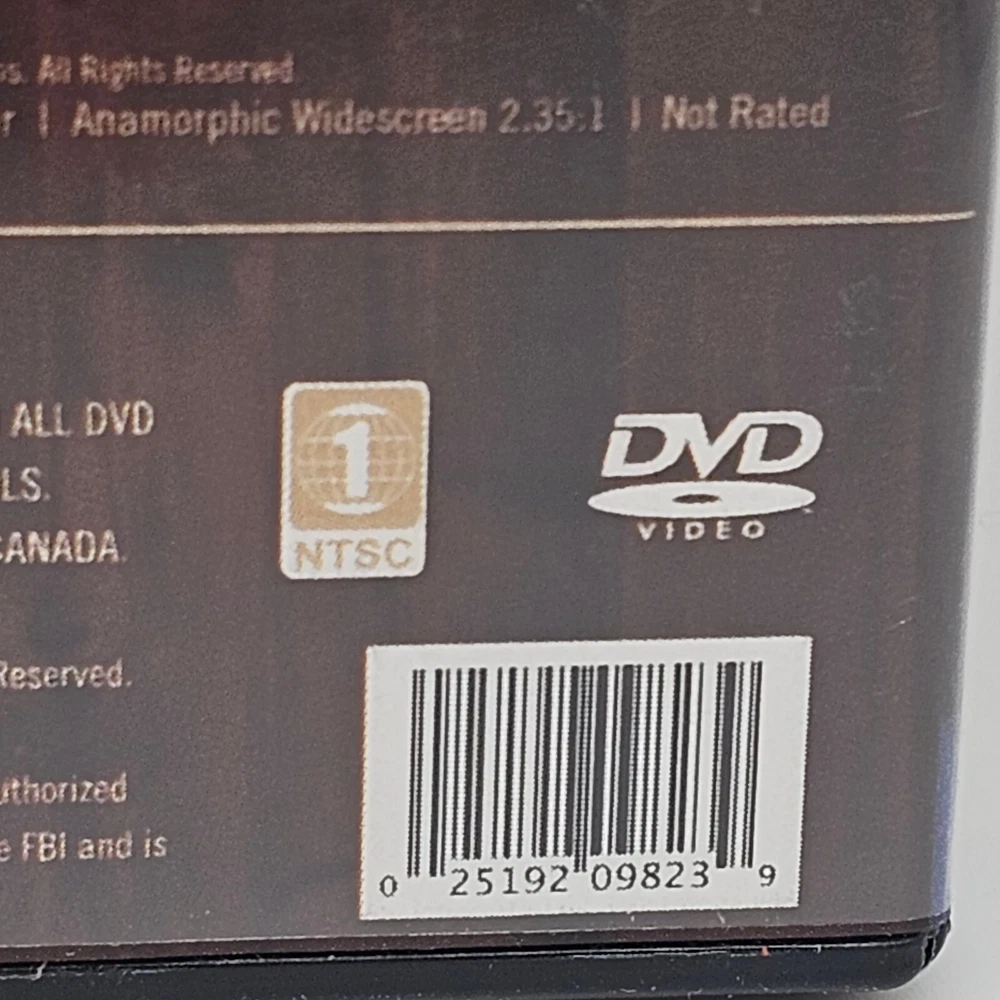 os. All Rights Reserved.
r | Anamorphic Widescreen 2.35:1 | Not Rated
ALL DVD
LS.
CANADA.
1
NTSC
DVD
VIDEO
Reserved.
uthorized
e FBI and is
0 25192 09823 9